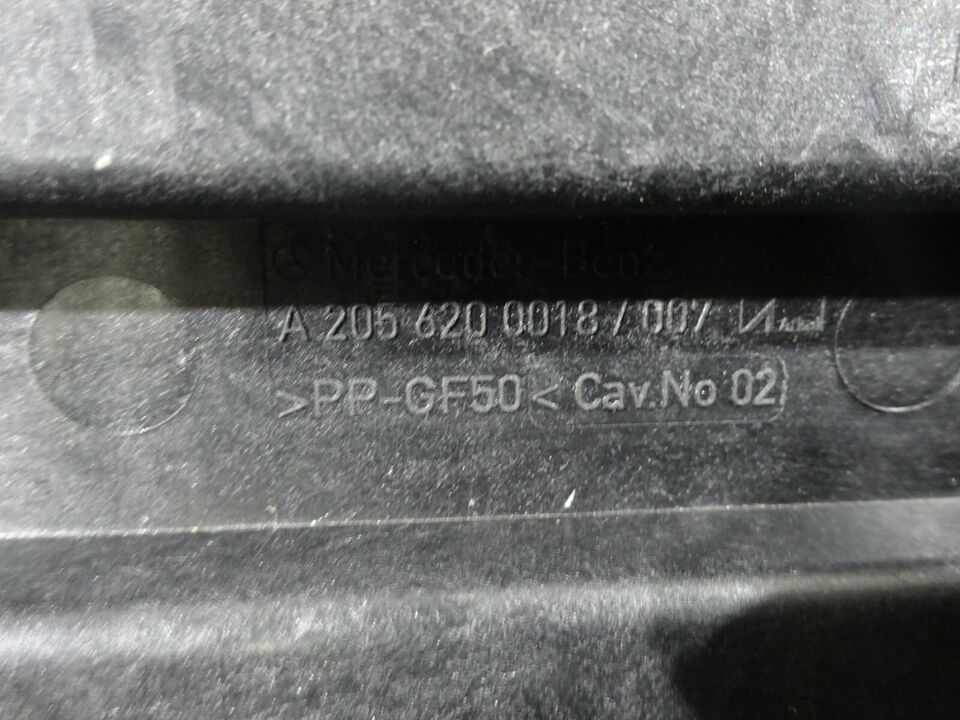 Mercedes-Benz
A 205 620 0018 / 007
>PP-GF50< Cav.No 02